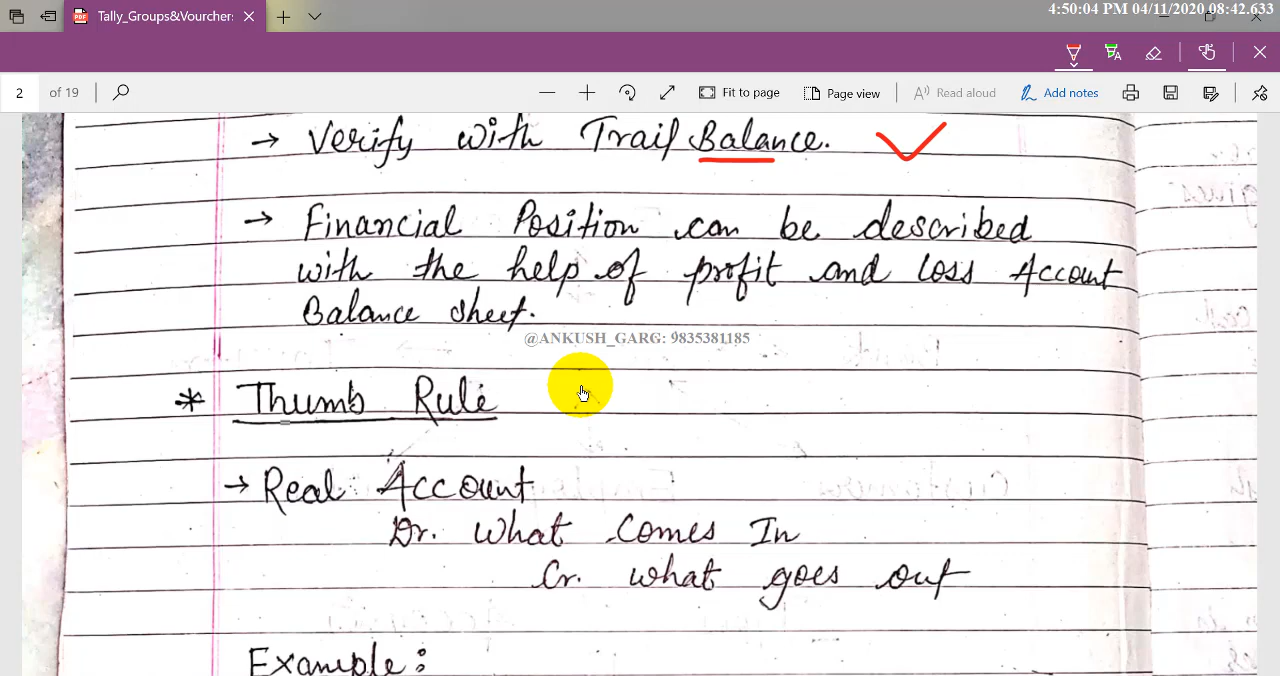 4:50:04 PM 04/11/2020 08:42.633
Tally_Groups&Vourcher:
2 of 19
Fit to page
Page view
Read aloud
Add notes
→ Verify with Trail Balance.
→ Financial Position can be described
with the help of profit and loss Account
Balance sheet.
@ANKUSH_GARG: 9835381185
* Thumb Rule
→ Real Account
Dr. What Comes In
Cr. what goes out
Example: